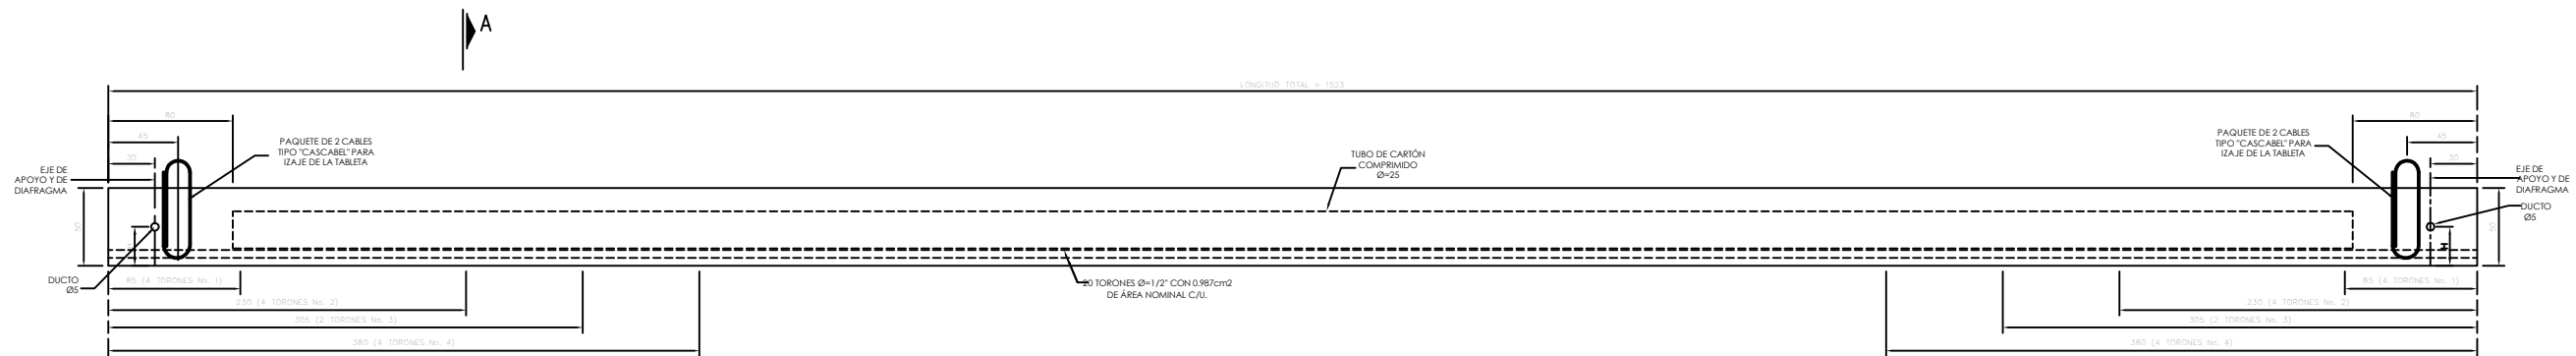 A
LONGITUD TOTAL = 1523
80
80
45
45
PAQUETE DE 2 CABLES
TIPO "CASCABEL" PARA
IZAJE DE LA TABLETA
PAQUETE DE 2 CABLES
TIPO "CASCABEL" PARA
IZAJE DE LA TABLETA
30
30
EJE DE
APOYO Y DE
DIAFRAGMA
TUBO DE CARTÓN
COMPRIMIDO
Ø=25
EJE DE
APOYO Y DE
DIAFRAGMA
DUCTO
Ø5
50
50
H
DUCTO
Ø5
85 (4 TORONES No. 1)
20 TORONES Ø=1/2" CON 0.987cm2
DE ÁREA NOMINAL C/U.
85 (4 TORONES No. 1)
230 (4 TORONES No. 2)
230 (4 TORONES No. 2)
305 (2 TORONES No. 3)
305 (2 TORONES No. 3)
380 (4 TORONES No. 4)
380 (4 TORONES No. 4)